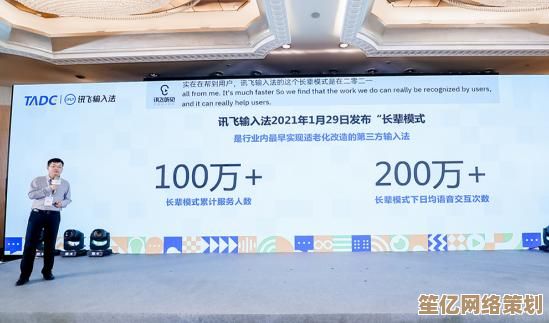 实在在帮到用户，讯飞输入法的这个长辈模式是在二零二一
all from me. It's much faster So we find that the work we do can really be recognized by users,
and it can really help users.
TADC
讯飞输入法
讯飞听见
讯飞输入法2021年1月29日发布“长辈模式
是行业内最早实现适老化改造的第三方输入法
100万+
长辈模式累计服务人数
200万+
长辈模式下日均语音交互次数
笙亿网络策划